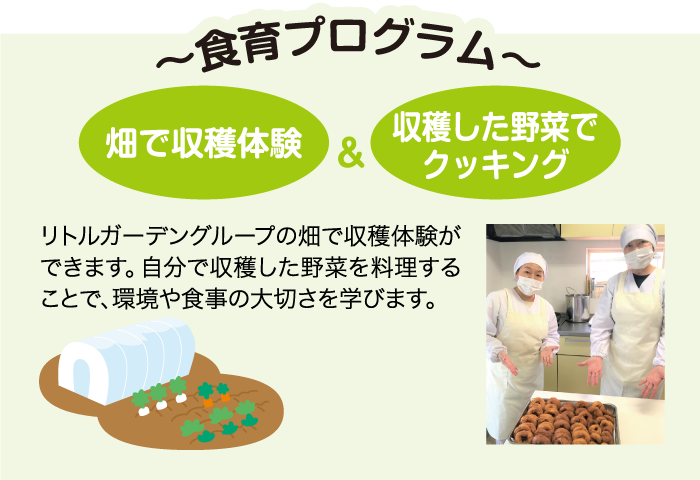 ～食育プログラム～
畑で収穫体験
&
収穫した野菜で
クッキング
リトルガーデングループの畑で収穫体験が
できます。自分で収穫した野菜を料理する
ことで、環境や食事の大切さを学びます。